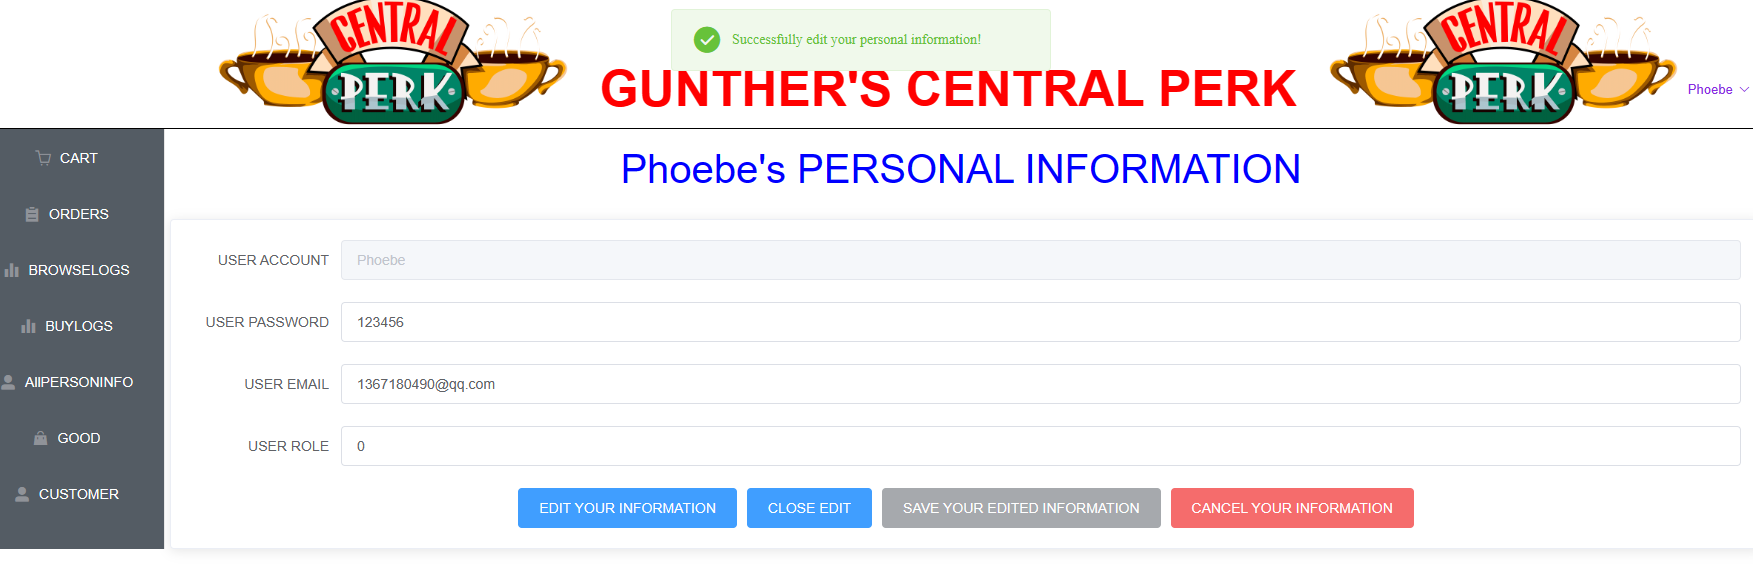 CENTRAL
PERK
Successfully edit your personal information!
GUNTHER'S CENTRAL PERK
CENTRAL
PERK
Phoebe
CART
ORDERS
BROWSELOGS
BUYLOGS
AllPERSONINFO
GOOD
CUSTOMER
Phoebe's PERSONAL INFORMATION
USER ACCOUNT Phoebe
USER PASSWORD 123456
USER EMAIL 1367180490@qq.com
USER ROLE 0
EDIT YOUR INFORMATION CLOSE EDIT SAVE YOUR EDITED INFORMATION CANCEL YOUR INFORMATION